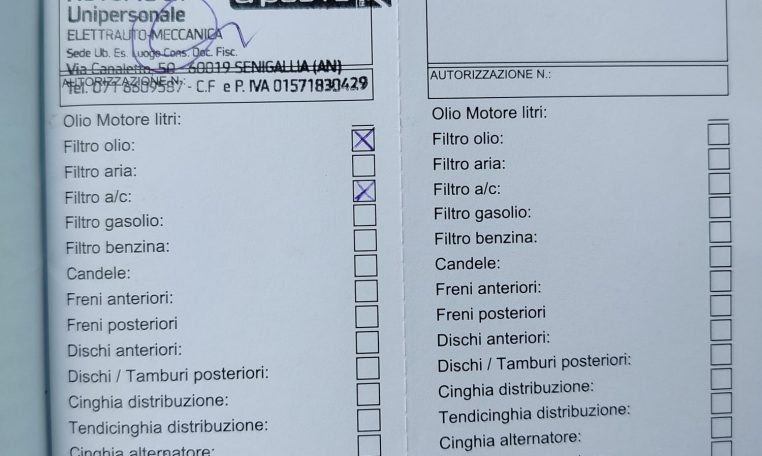 Unipersonale
ELETTRAUTO-MECCANICA
Sede Ub. Es. Luogo Cons. Doc. Fisc.
Via Canaletto, 50 - 60019 SENIGALLIA (AN)
AUTORIZZAZIONE N.:
Tel. 071 6609587 - C.F e P. IVA 01571830429
Olio Motore litri:
Filtro olio:
Filtro aria:
Filtro a/c:
Filtro gasolio:
Filtro benzina:
Candele:
Freni anteriori:
Freni posteriori
Dischi anteriori:
Dischi / Tamburi posteriori:
Cinghia distribuzione:
Tendicinghia distribuzione:
Cinghia alternatore:
AUTORIZZAZIONE N.:
Olio Motore litri:
Filtro olio:
Filtro aria:
Filtro a/c:
Filtro gasolio:
Filtro benzina:
Candele:
Freni anteriori:
Freni posteriori
Dischi anteriori:
Dischi / Tamburi posteriori:
Cinghia distribuzione:
Tendicinghia distribuzione:
Cinghia alternatore: